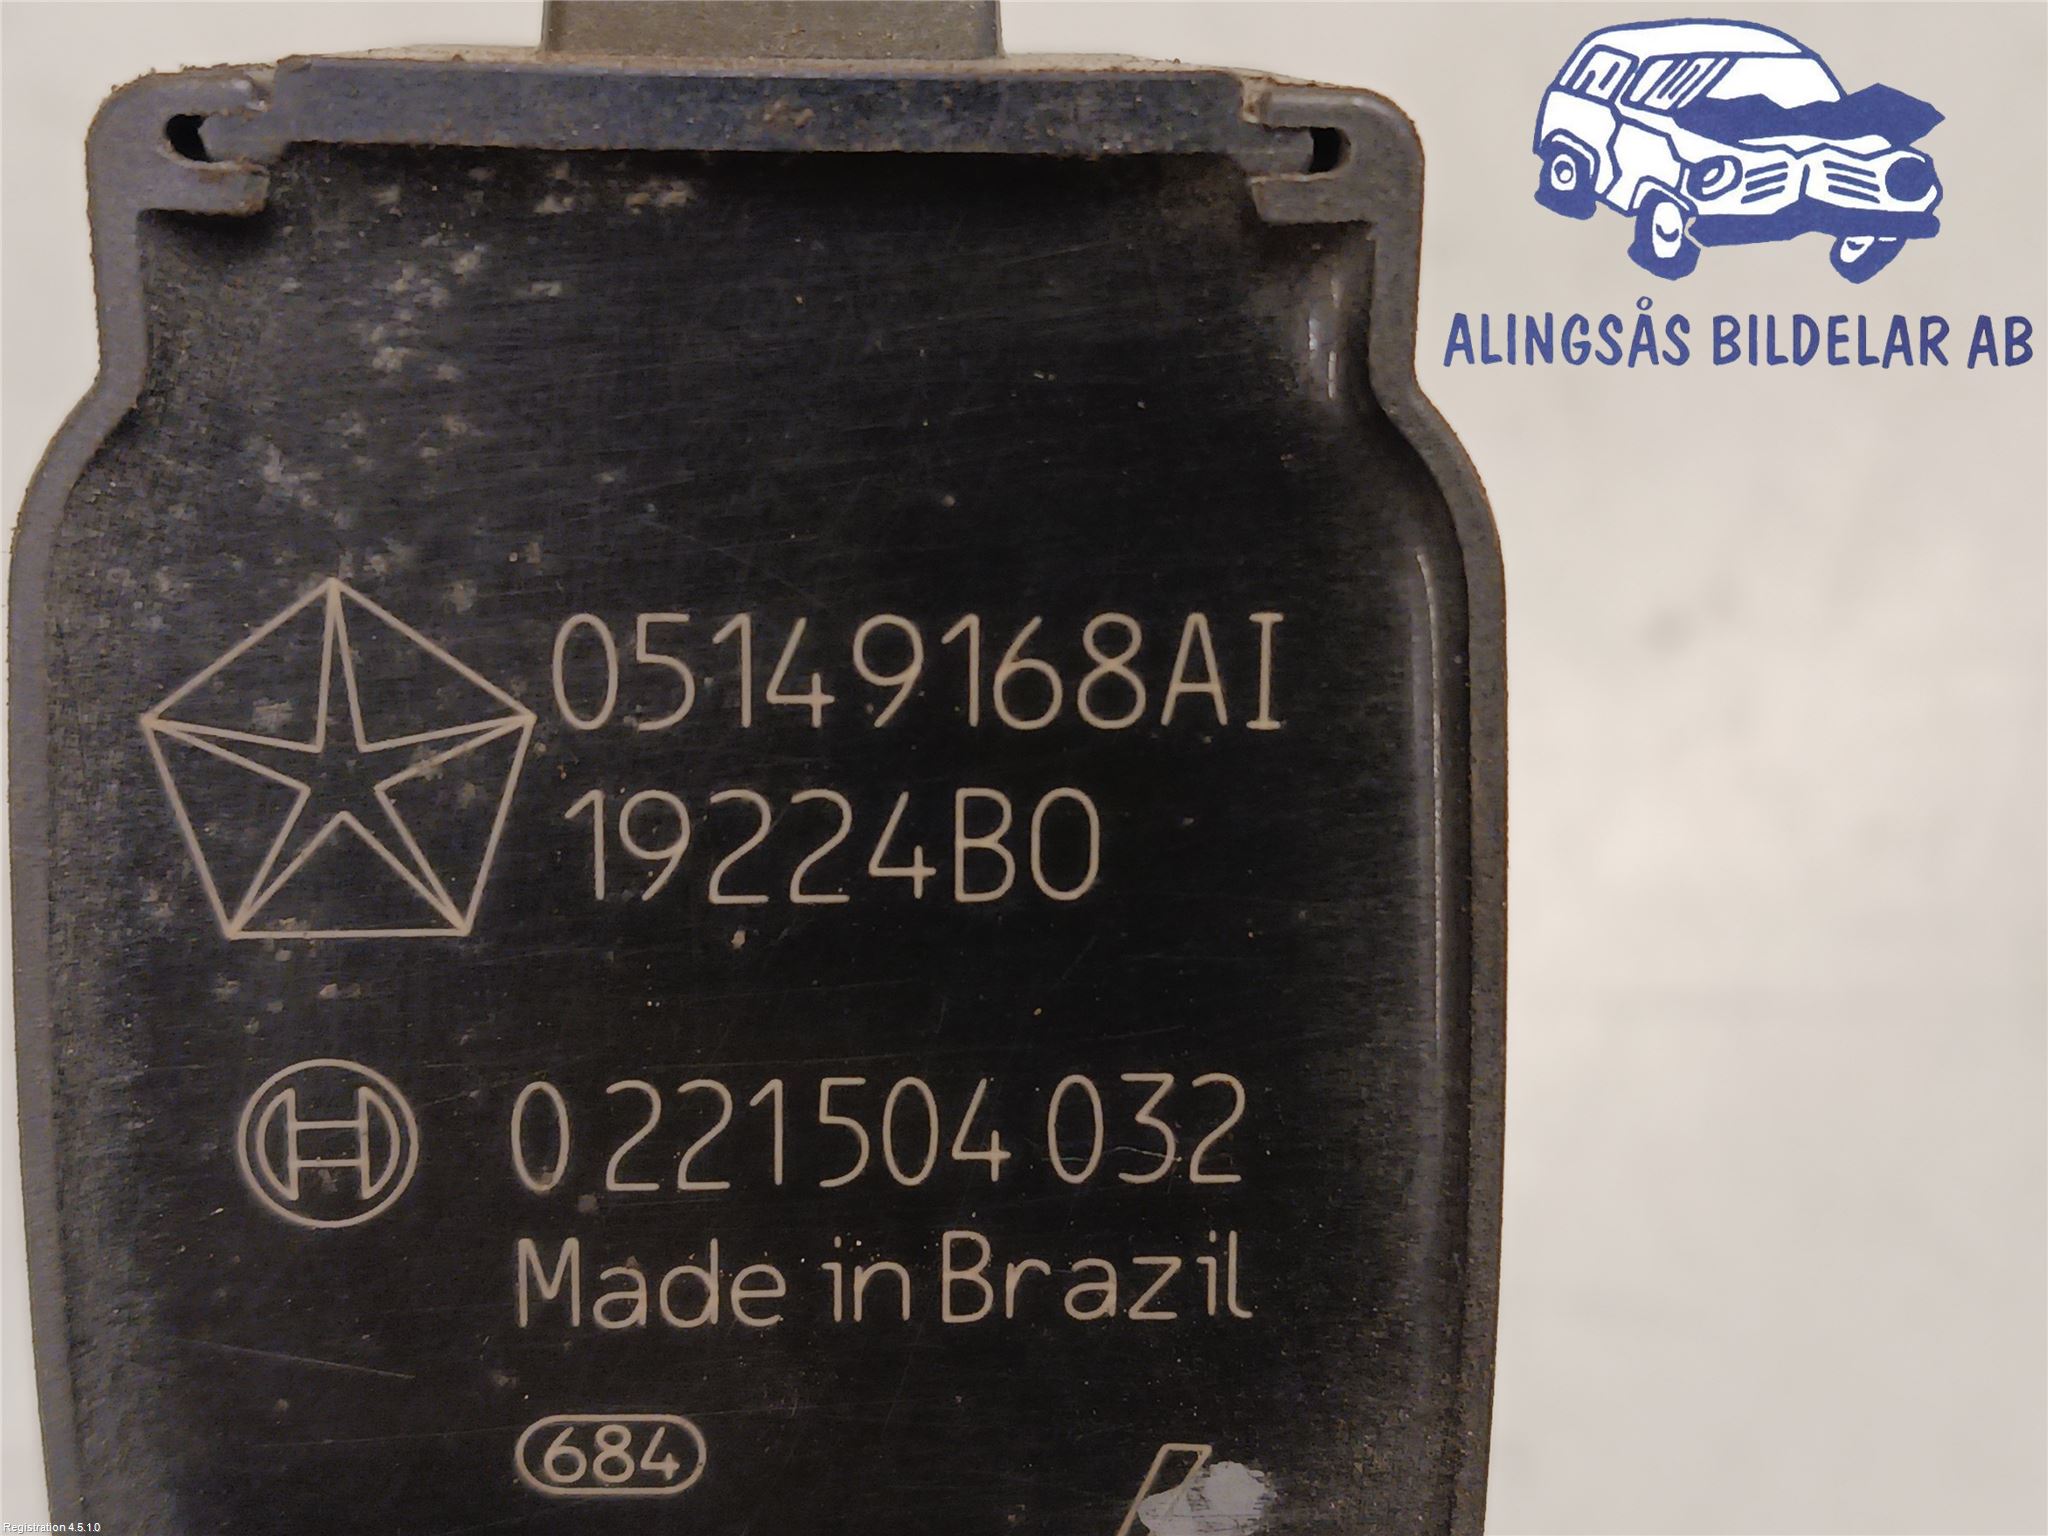 ALINGSÅS BILDELAR AB
05149168AI
19224B0
0 221 504 032
Made in Brazil
684
Registration 4.5.1.0